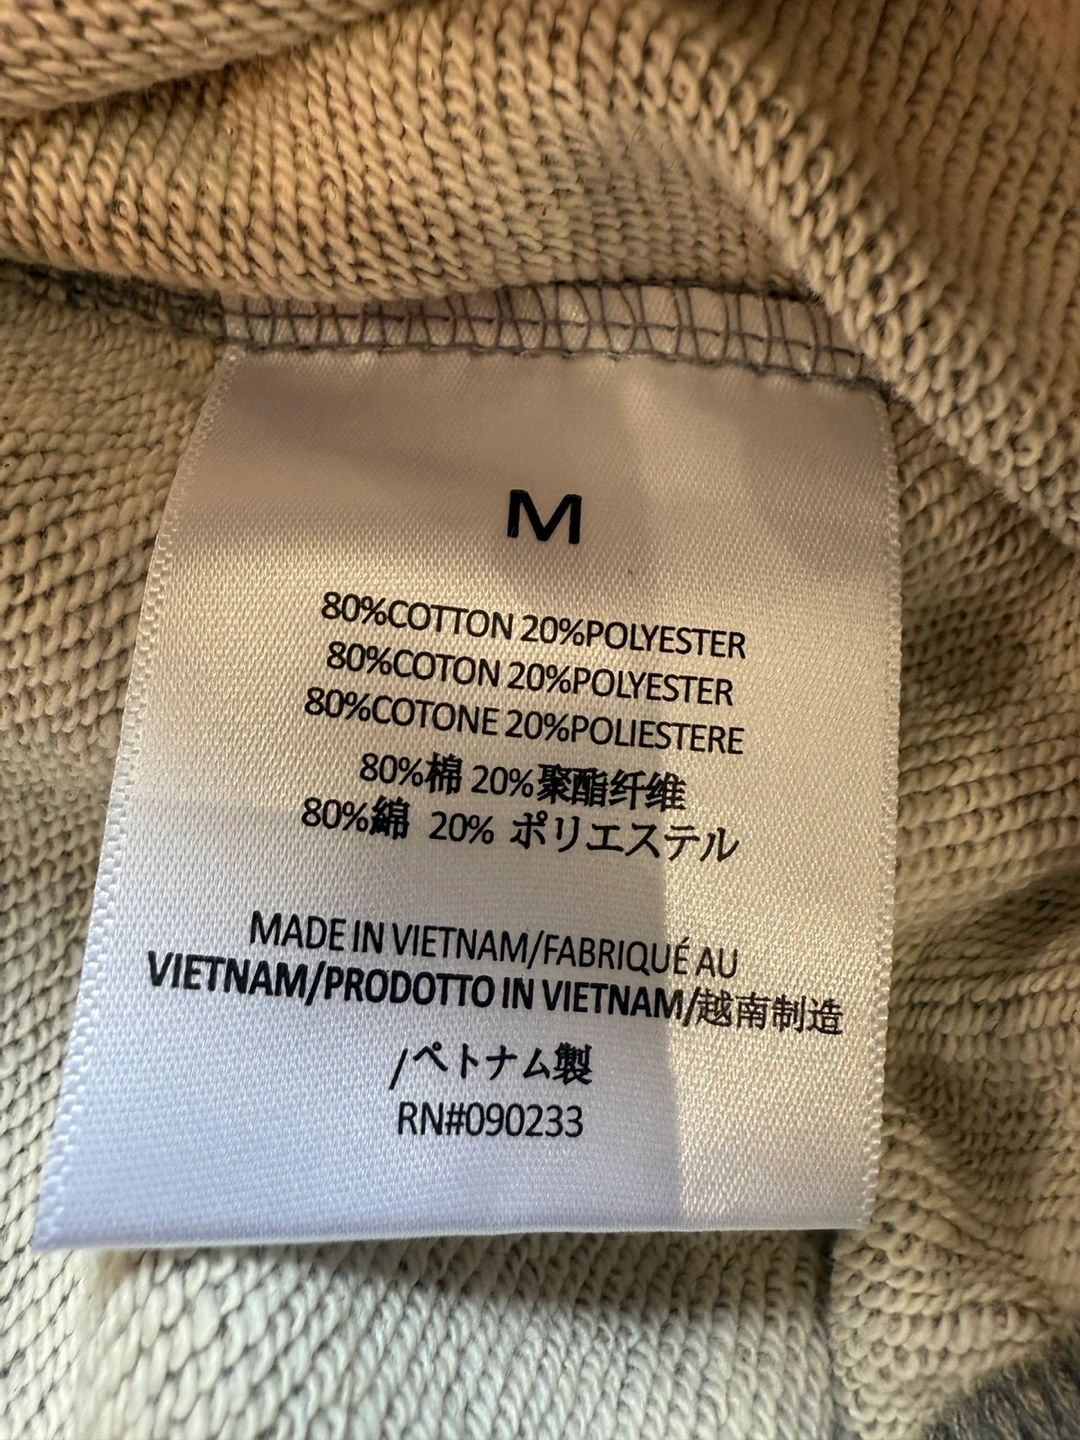 M
80%COTTON 20%POLYESTER
80%COTON 20%POLYESTER
80%COTONE 20%POLIESTERE
80%棉 20%聚酯纤维
80%綿 20% ポリエステル
MADE IN VIETNAM/FABRIQUÉ AU
VIETNAM/PRODOTTO IN VIETNAM/越南制造
/ベトナム製
RN#090233